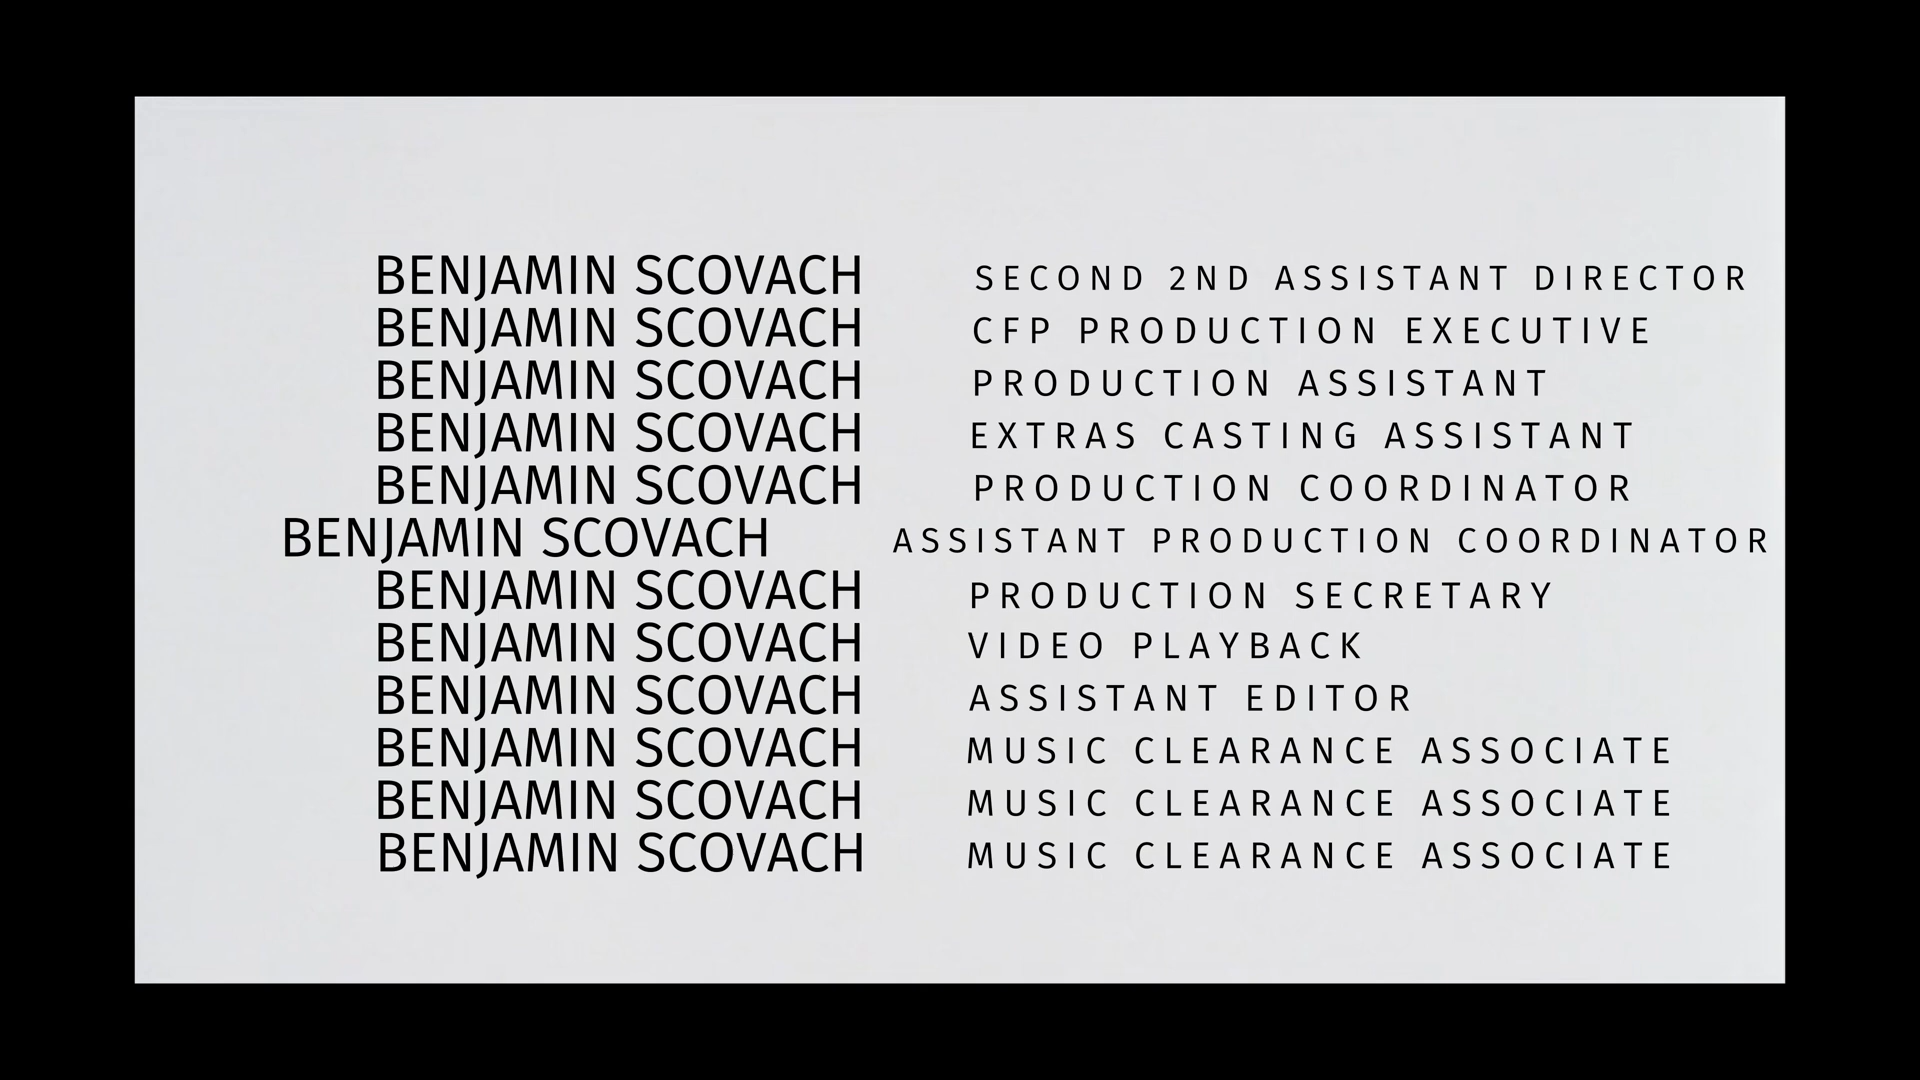 BENJAMIN SCOVACH SECOND 2ND ASSISTANT DIRECTOR
BENJAMIN SCOVACH CFP PRODUCTION EXECUTIVE
BENJAMIN SCOVACH PRODUCTION ASSISTANT
BENJAMIN SCOVACH EXTRAS CASTING ASSISTANT
BENJAMIN SCOVACH PRODUCTION COORDINATOR
BENJAMIN SCOVACH ASSISTANT PRODUCTION COORDINATOR
BENJAMIN SCOVACH PRODUCTION SECRETARY
BENJAMIN SCOVACH VIDEO PLAYBACK
BENJAMIN SCOVACH ASSISTANT EDITOR
BENJAMIN SCOVACH MUSIC CLEARANCE ASSOCIATE
BENJAMIN SCOVACH MUSIC CLEARANCE ASSOCIATE
BENJAMIN SCOVACH MUSIC CLEARANCE ASSOCIATE